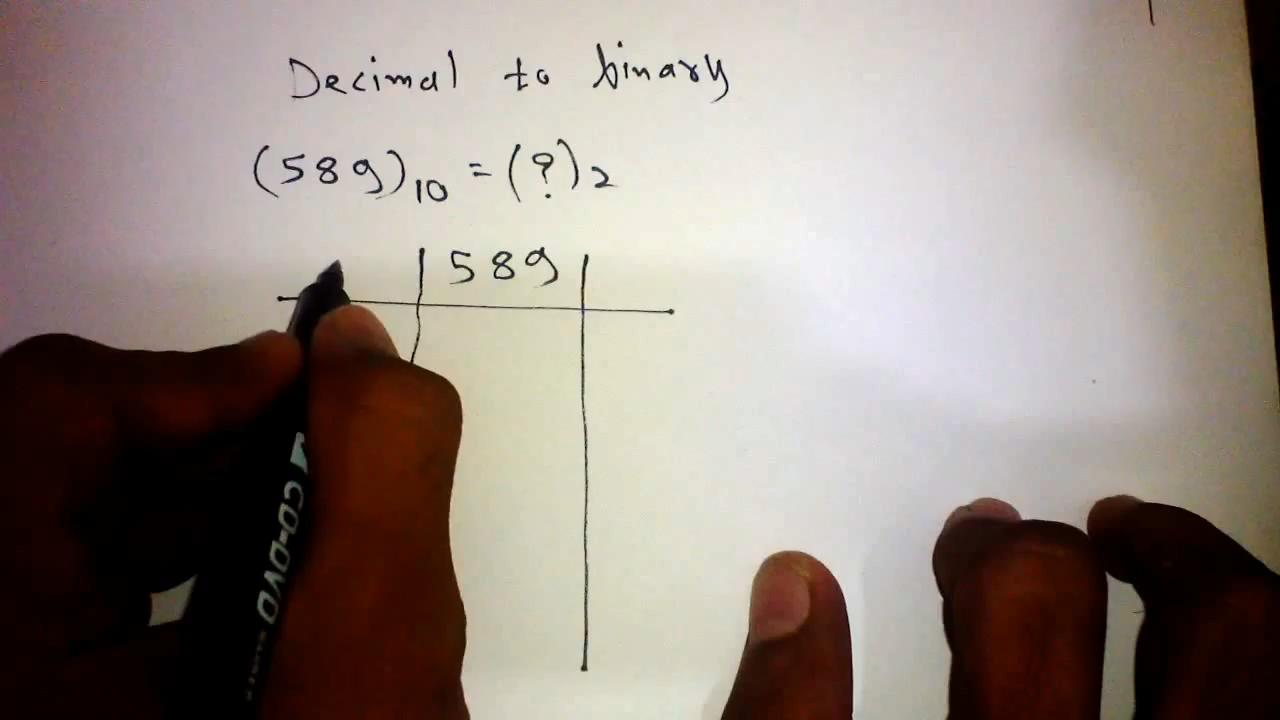 Decimal to binary
(589)10 = (?)2
589
CD-DVD